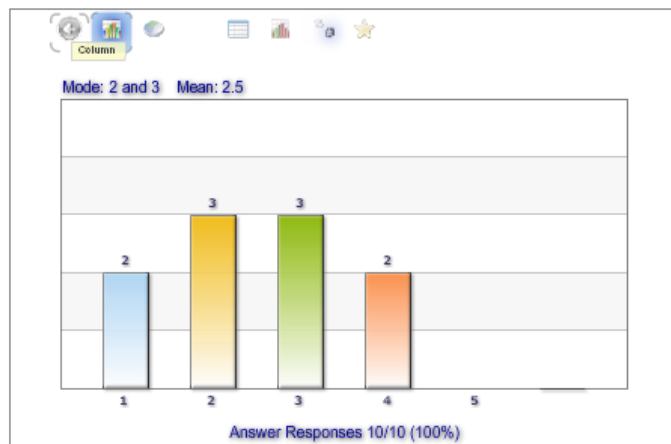 Column
Mode: 2 and 3 Mean: 2.5
3 3
2 2
1 2 3 4 5
Answer Responses 10/10 (100%)